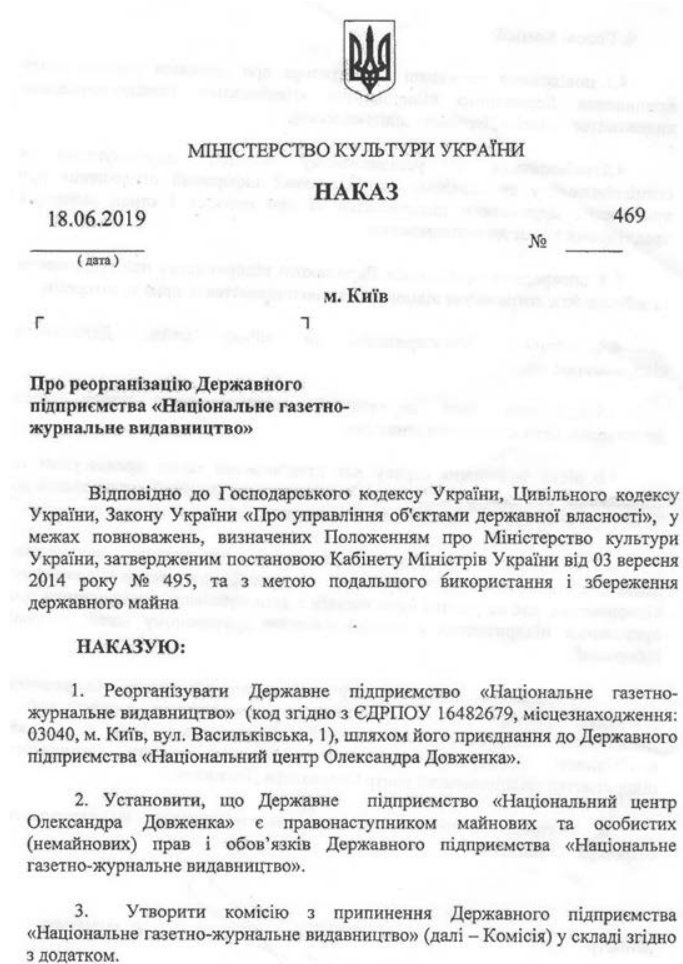 МІНІСТЕРСТВО КУЛЬТУРИ УКРАЇНИ
НАКАЗ
18.06.2019
469
№
( дата )
м. Київ
Про реорганізацію Державного
підприємства «Національне газетно-
журнальне видавництво»
Відповідно до Господарського кодексу України, Цивільного кодексу
України, Закону України «Про управління об'єктами державної власності», у
межах повноважень, визначених Положенням про Міністерство культури
України, затвердженим постановою Кабінету Міністрів України від 03 вересня
2014 року № 495, та з метою подальшого використання і збереження
державного майна
НАКАЗУЮ:
1. Реорганізувати Державне підприємство «Національне газетно-
журнальне видавництво» (код згідно з ЄДРПОУ 16482679, місцезнаходження:
03040, м. Київ, вул. Васильківська, 1), шляхом його приєднання до Державного
підприємства «Національний центр Олександра Довженка».
2. Установити, що Державне підприємство «Національний центр
Олександра Довженка» є правонаступником майнових та особистих
(немайнових) прав і обов’язків Державного підприємства «Національне
газетно-журнальне видавництво».
3. Утворити комісію з припинення Державного підприємства
«Національне газетно-журнальне видавництво» (далі – Комісія) у складі згідно
з додатком.